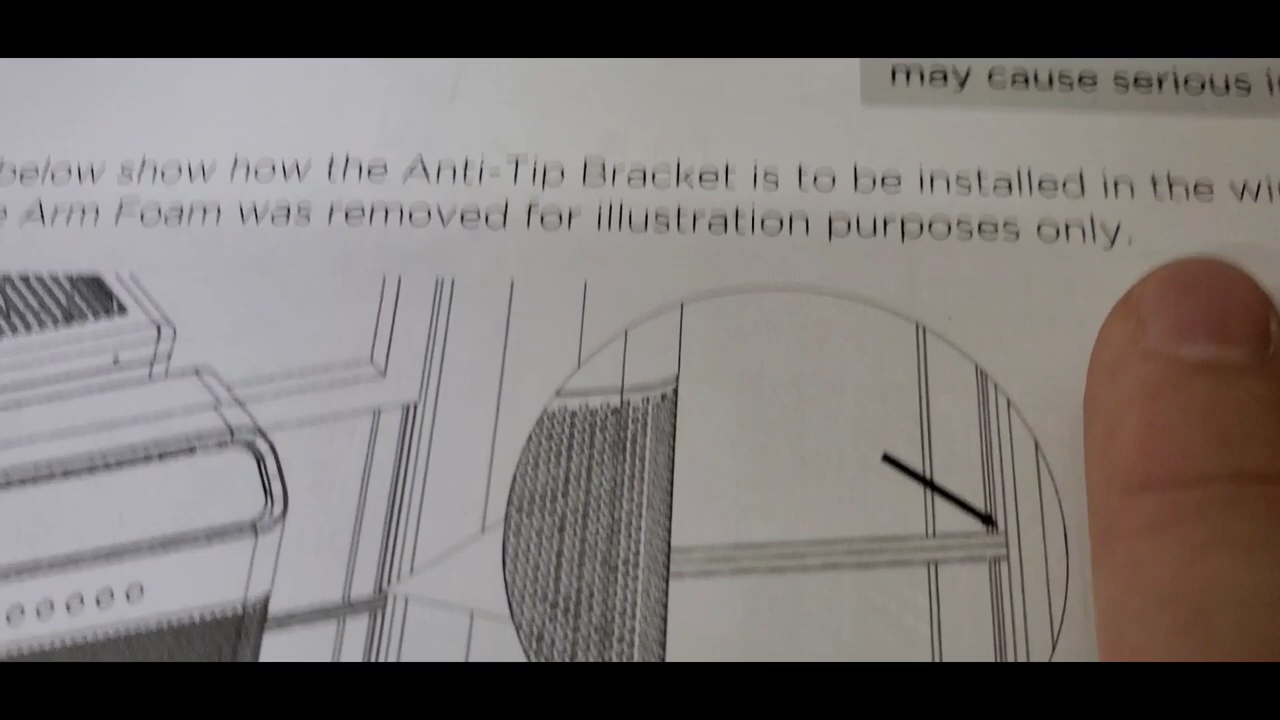 may cause serious
below show how the Anti-Tip Bracket is to be installed in the
Arm Foam was removed for illustration purposes only.